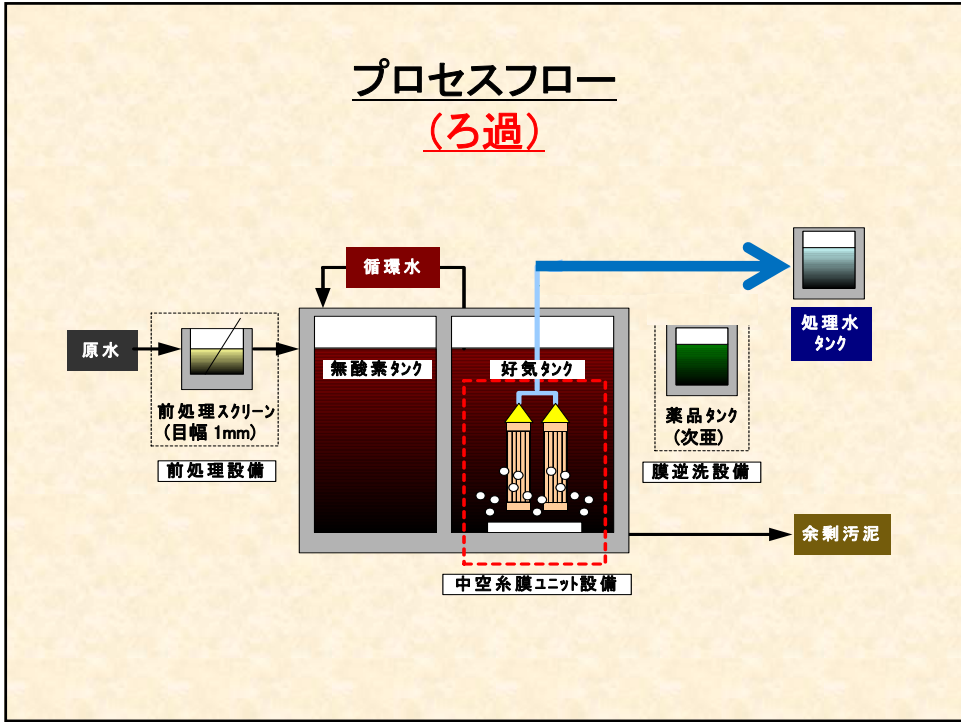 プロセスフロー
(ろ過)
循環水
処理水
タンク
原水
無酸素タンク
好気タンク
前処理スクリーン
(目幅 1mm)
薬品タンク
(次亜)
前処理設備
膜逆洗設備
余剰汚泥
中空糸膜ユニット設備